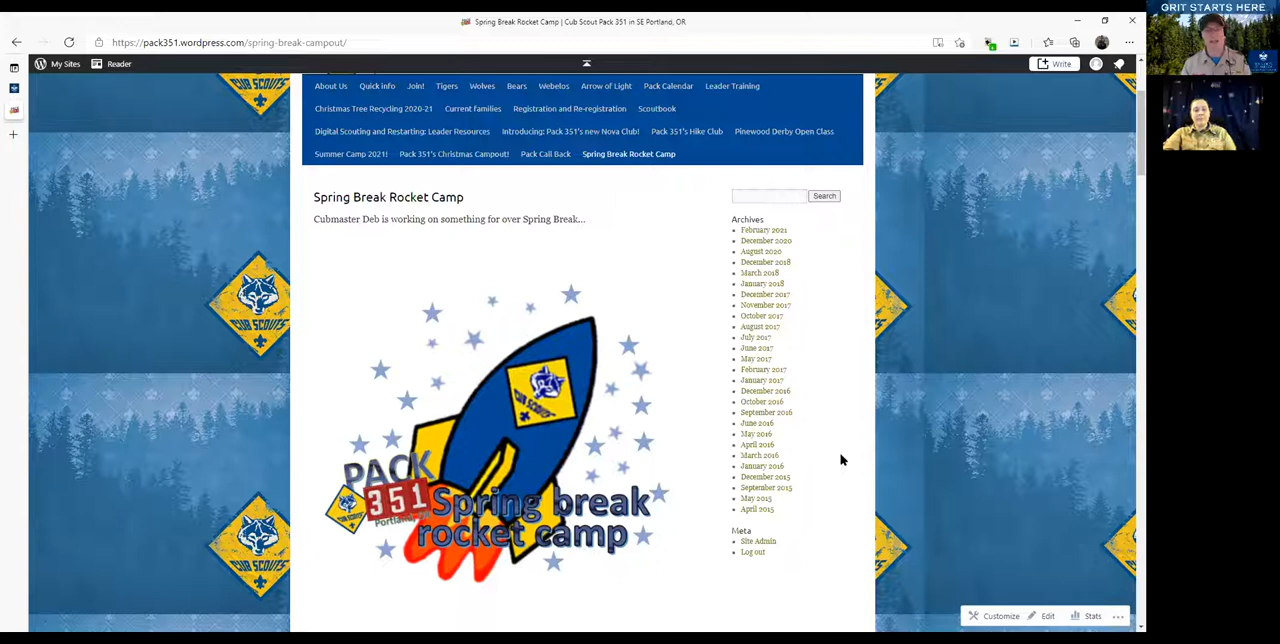 Spring Break Rocket Camp | Cub Scout Pack 351 in SE Portland, OR
GRIT STARTS HERE
https://pack351.wordpress.com/spring-break-campout/
My Sites Reader Write
About Us Quick info Join! Tigers Wolves Bears Webelos Arrow of Light Pack Calendar Leader Training
Christmas Tree Recycling 2020-21 Current families Registration and Re-registration Scoutbook
Digital Scouting and Restarting: Leader Resources Introducing: Pack 351's new Nova Club! Pack 351's Hike Club Pinewood Derby Open Class
Summer Camp 2021! Pack 351's Christmas Campout! Pack Call Back Spring Break Rocket Camp
Spring Break Rocket Camp
Cubmaster Deb is working on something for over Spring Break...
PACK
351
Portland, OR
Spring break
rocket camp
CUB SCOUTS
Search
Archives
February 2021
December 2020
August 2020
December 2018
March 2018
January 2018
December 2017
November 2017
October 2017
August 2017
July 2017
June 2017
May 2017
February 2017
January 2017
December 2016
October 2016
September 2016
June 2016
May 2016
April 2016
March 2016
January 2016
December 2015
September 2015
May 2015
April 2015
Meta
Site Admin
Log out
CUB SCOUTS
CUB SCOUTS
CUB SCOUTS
Customize Edit Stats